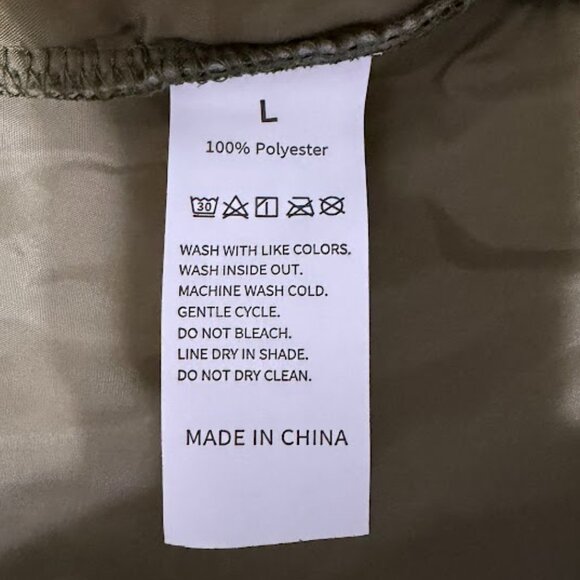 L
100% Polyester
30
WASH WITH LIKE COLORS.
WASH INSIDE OUT.
MACHINE WASH COLD.
GENTLE CYCLE.
DO NOT BLEACH.
LINE DRY IN SHADE.
DO NOT DRY CLEAN.
MADE IN CHINA